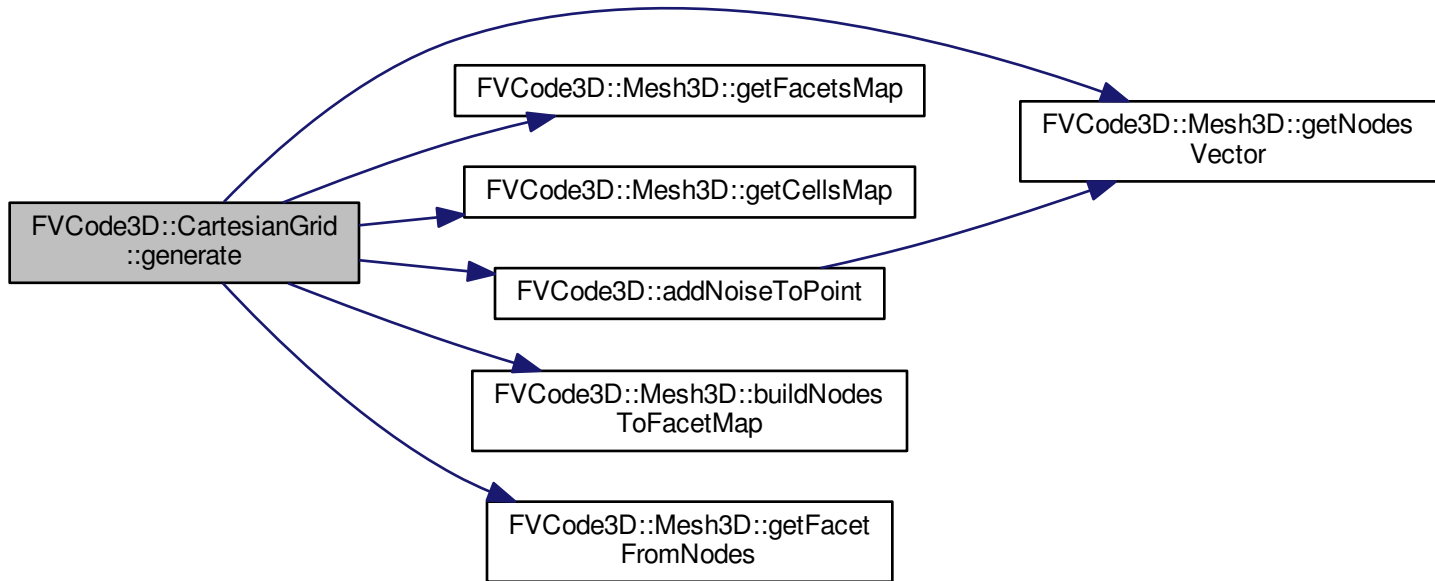 FVCode3D::CartesianGrid
::generate
FVCode3D::Mesh3D::getFacetsMap
FVCode3D::Mesh3D::getCellsMap
FVCode3D::addNoiseToPoint
FVCode3D::Mesh3D::buildNodes
ToFacetMap
FVCode3D::Mesh3D::getFacet
FromNodes
FVCode3D::Mesh3D::getNodes
Vector